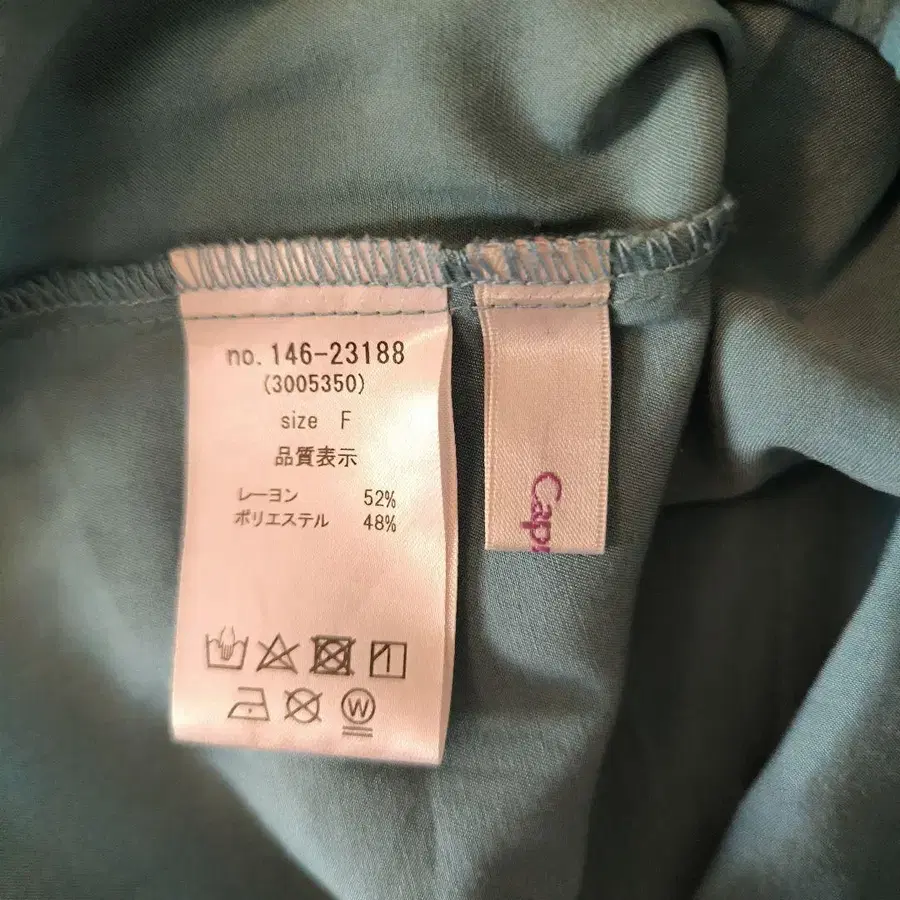 no. 146-23188
(3005350)
size F
品質表示
レーヨン 52%
ポリエステル 48%
W